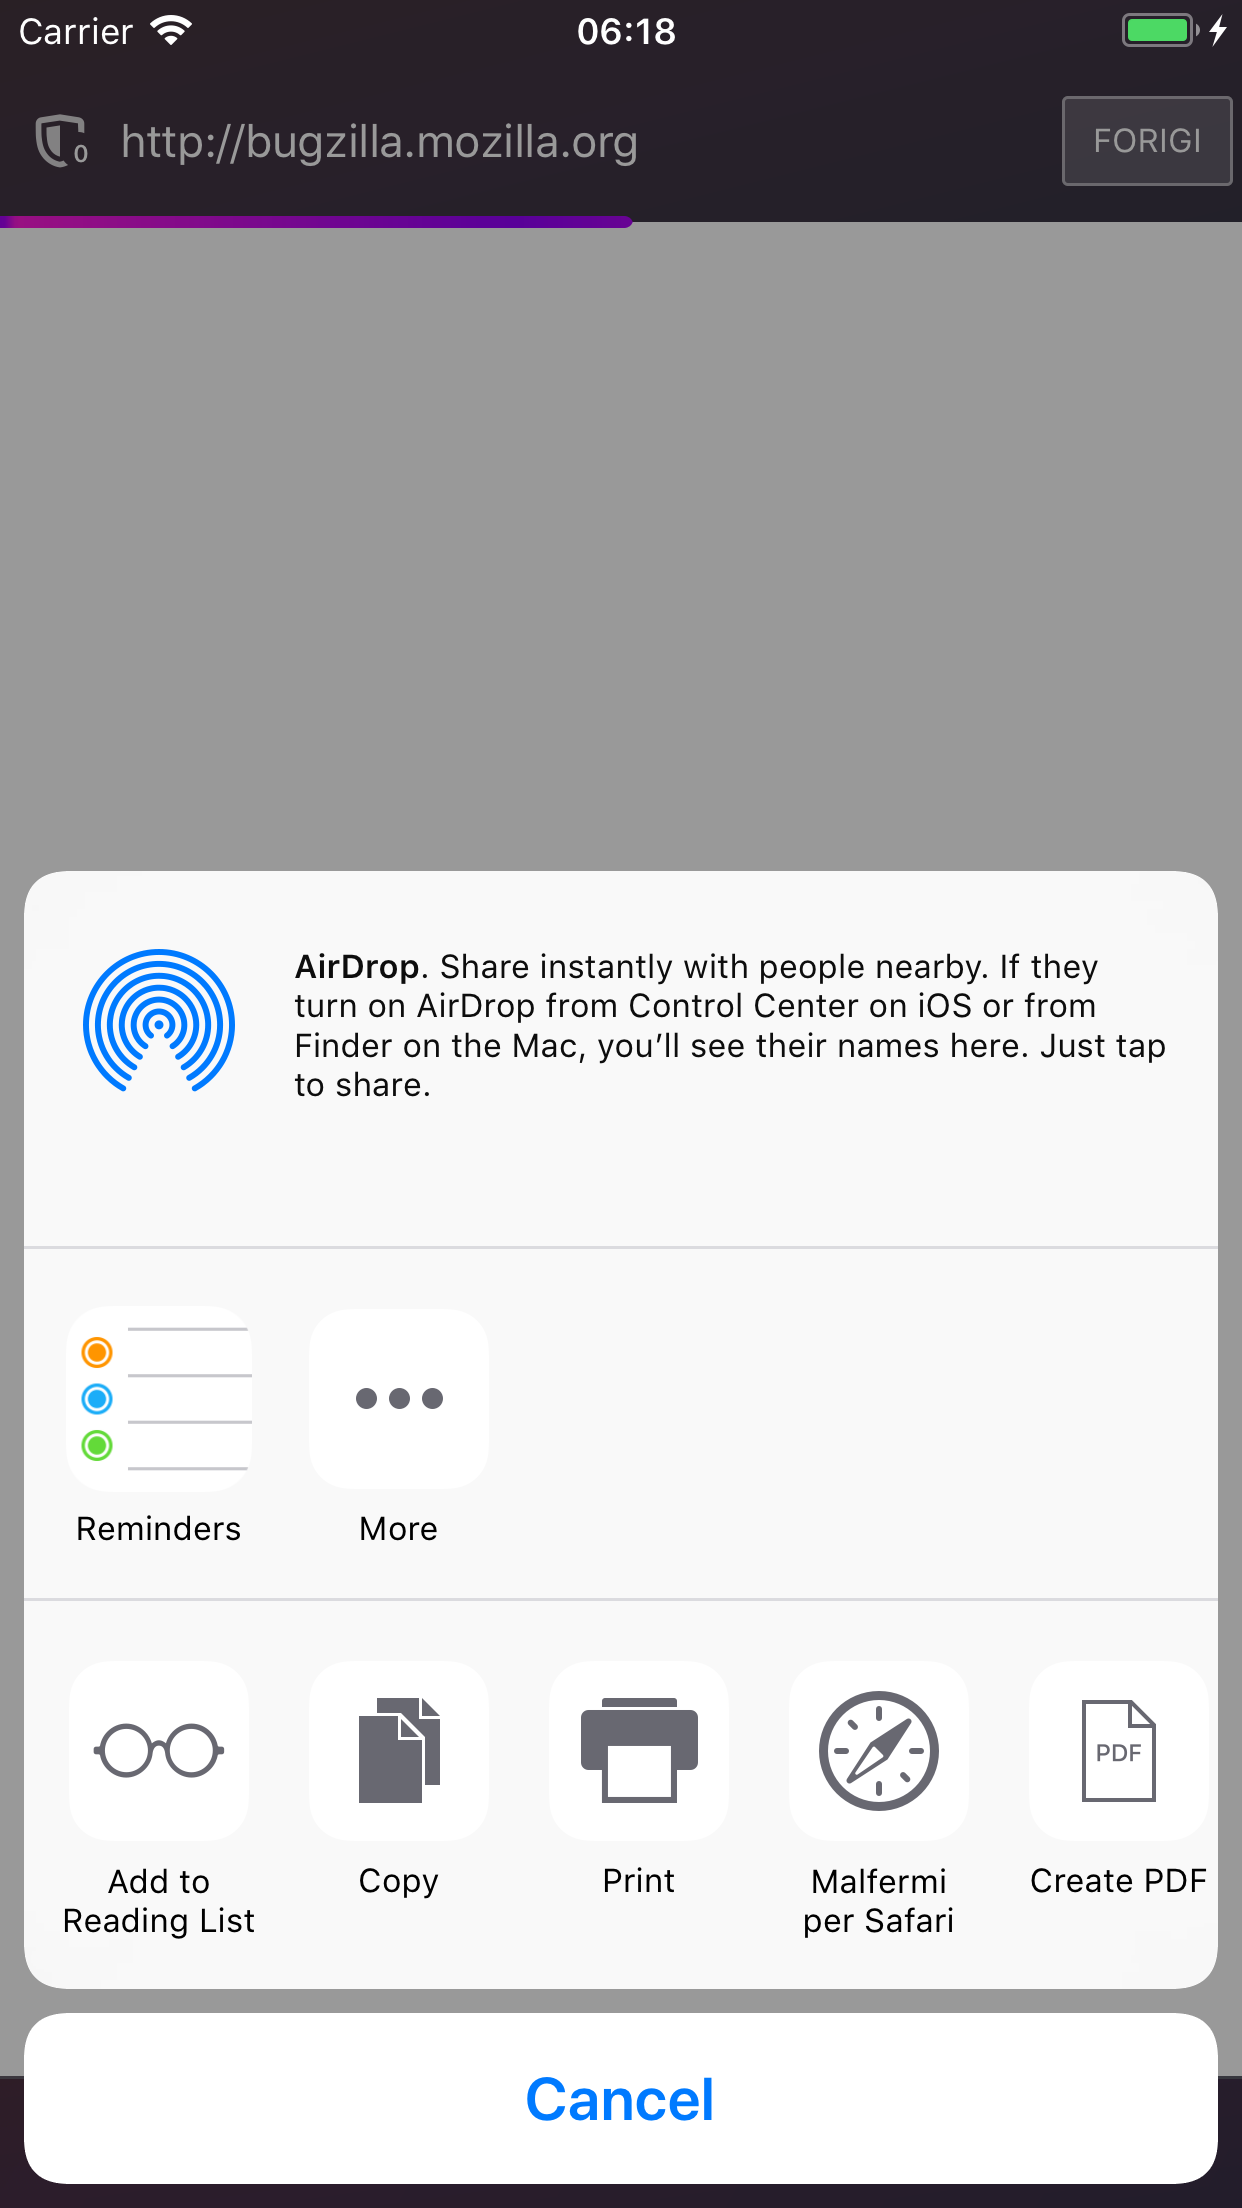 Carrier 06:18
0 http://bugzilla.mozilla.org FORIGI
AirDrop. Share instantly with people nearby. If they
turn on AirDrop from Control Center on iOS or from
Finder on the Mac, you’ll see their names here. Just tap
to share.
Reminders
More
PDF
Add to
Reading List
Copy
Print
Malfermi
per Safari
Create PDF
Cancel